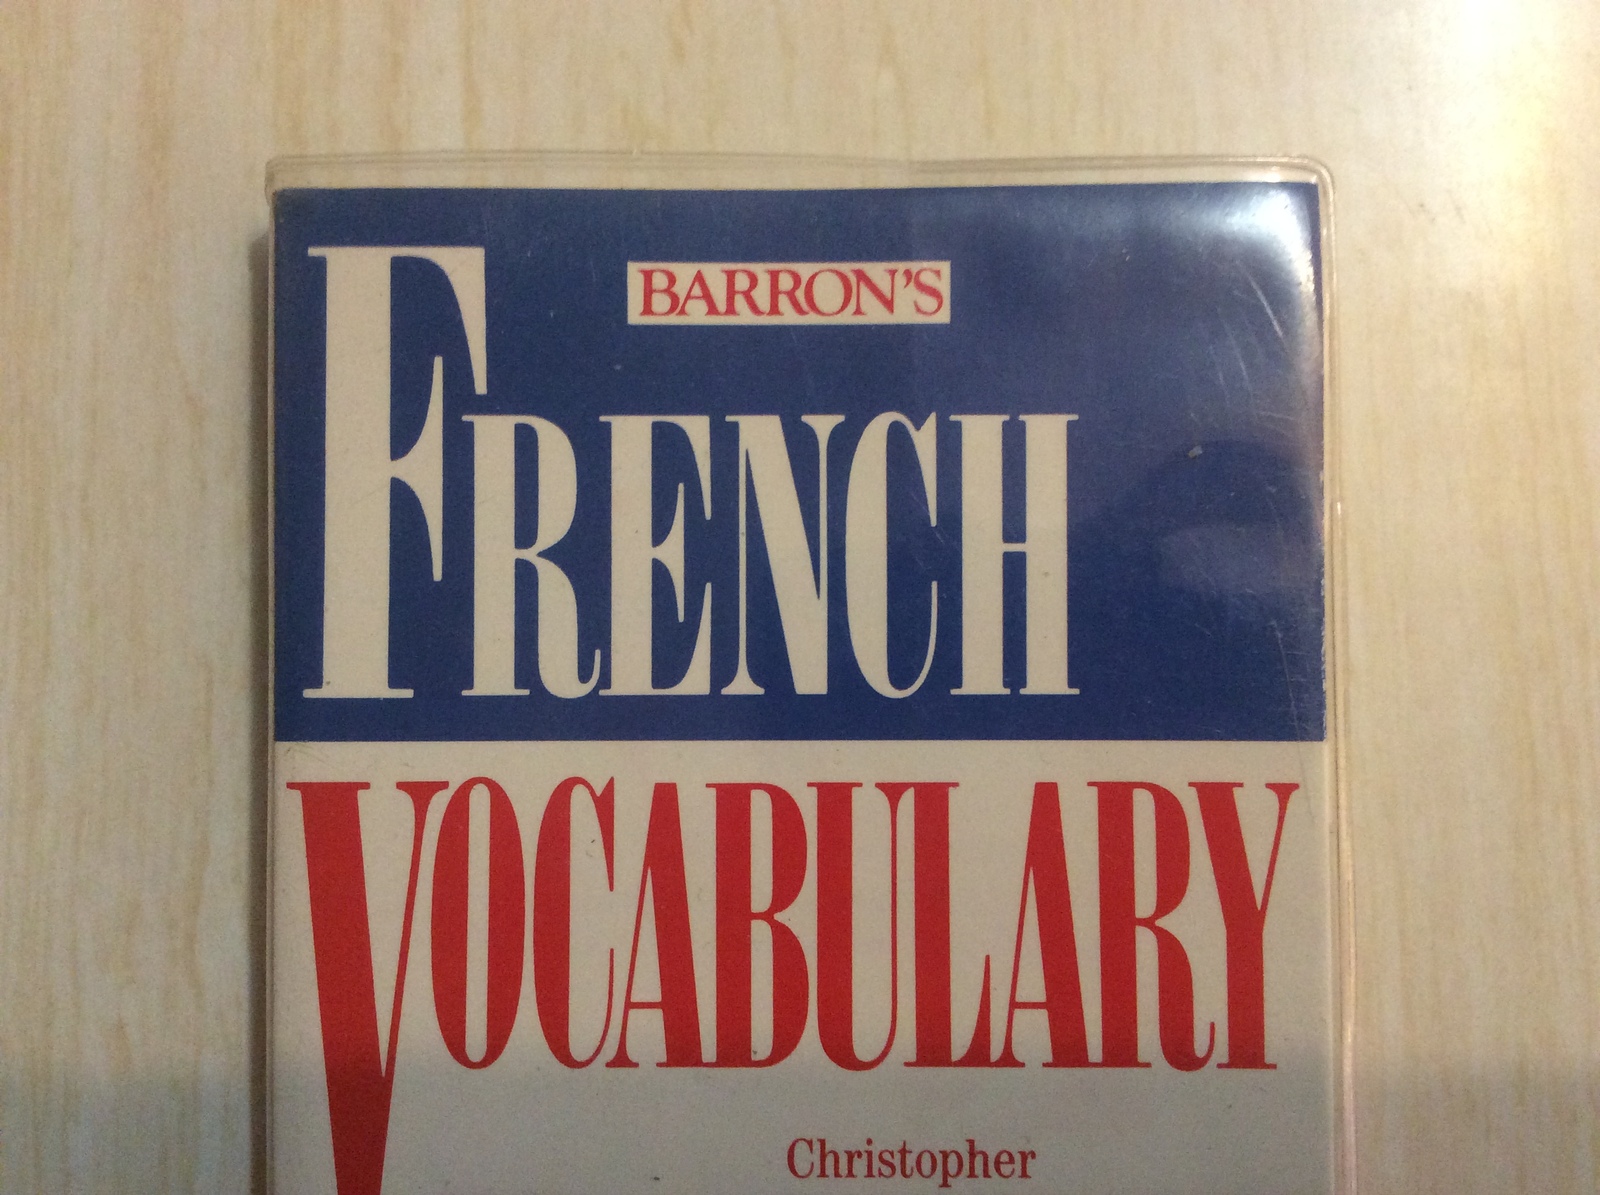 BARRON'S
FRENCH
VOCABULARY
Christopher